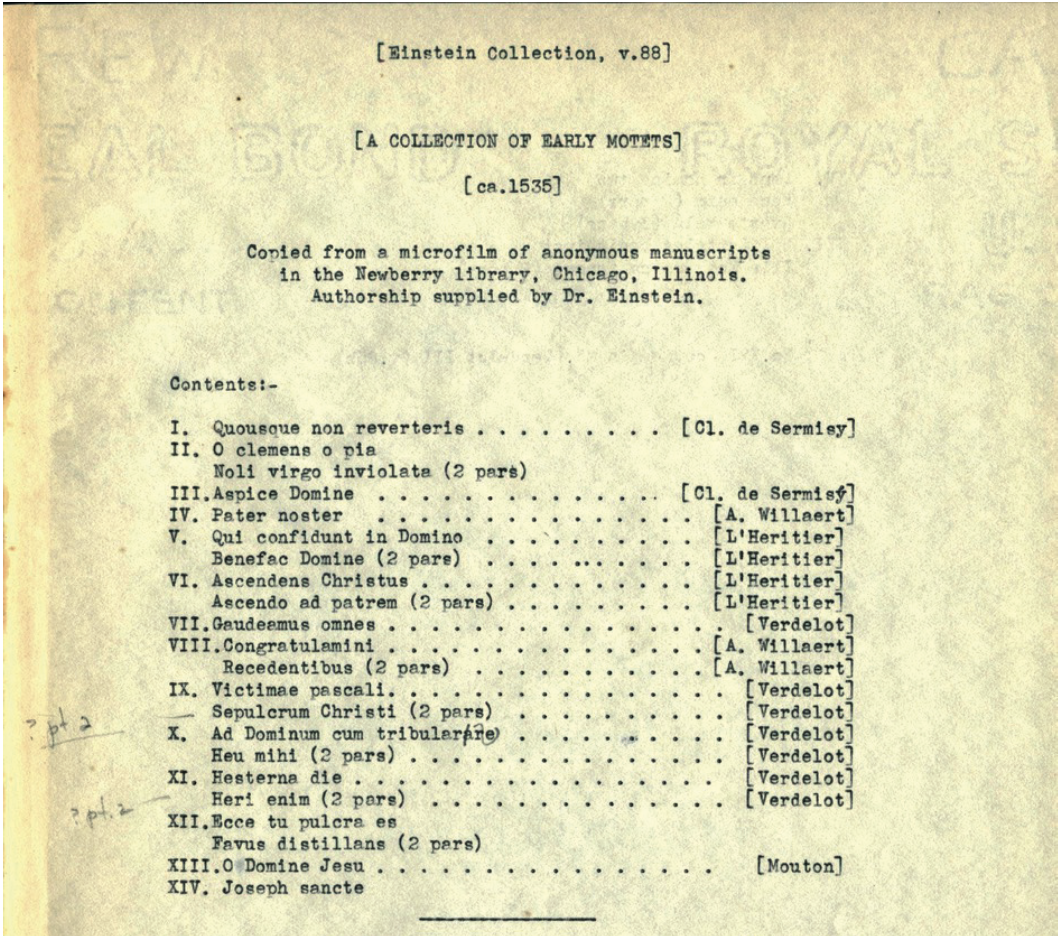 [Einstein Collection, v.88]
[A COLLECTION OF EARLY MOTETS]
[ca.1535]
Copied from a microfilm of anonymous manuscripts
in the Newberry library, Chicago, Illinois.
Authorship supplied by Dr. Einstein.
Contents:-
I. Quousque non reverteris . . . . . . . . . [Cl. de Sermisy]
II. O clemens o pia
Noli virgo inviolata (2 pars)
III.Aspice Domine . . . . . . . . . . . . . . [Cl. de Sermisy]
IV. Pater noster . . . . . . . . . . . . . . . [A. Willaert]
V. Qui confidunt in Domino . . . . . . . . . . [L'Heritier]
Benefac Domine (2 pars) . . . . . . . . . . [L'Heritier]
VI. Ascendens Christus . . . . . . . . . . . . . [L'Heritier]
Ascendo ad patrem (2 pars) . . . . . . . . . [L'Heritier]
VII.Gaudeamus omnes . . . . . . . . . . . . . . . . [Verdelot]
VIII.Congratulamini . . . . . . . . . . . . . . . [A. Willaert]
Recedentibus (2 pars) . . . . . . . . . . . [A. Willaert]
IX. Victimae pascali. . . . . . . . . . . . . . . . [Verdelot]
? pt 2 Sepulcrum Christi (2 pars) . . . . . . . . . . [Verdelot]
X. Ad Dominum cum tribular . . . . . . . . . . [Verdelot]
Heu mihi (2 pars) . . . . . . . . . . . . . . . [Verdelot]
XI. Hesterna die . . . . . . . . . . . . . . . . . [Verdelot]
? pt. 2 Heri enim (2 pars) . . . . . . . . . . . . . . [Verdelot]
XII.Ecce tu pulcra es
Favus distillans (2 pars)
XIII.O Domine Jesu . . . . . . . . . . . . . . . . . [Mouton]
XIV. Joseph sancte